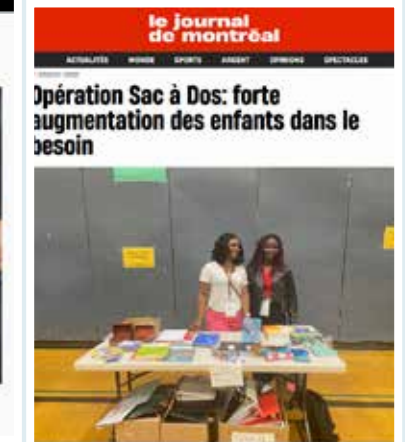 le journal
de montréal
ACTUALITÉS MONDE SPORTS ARGENT OPINIONS SPECTACLES
Opération Sac à Dos: forte
augmentation des enfants dans le
besoin